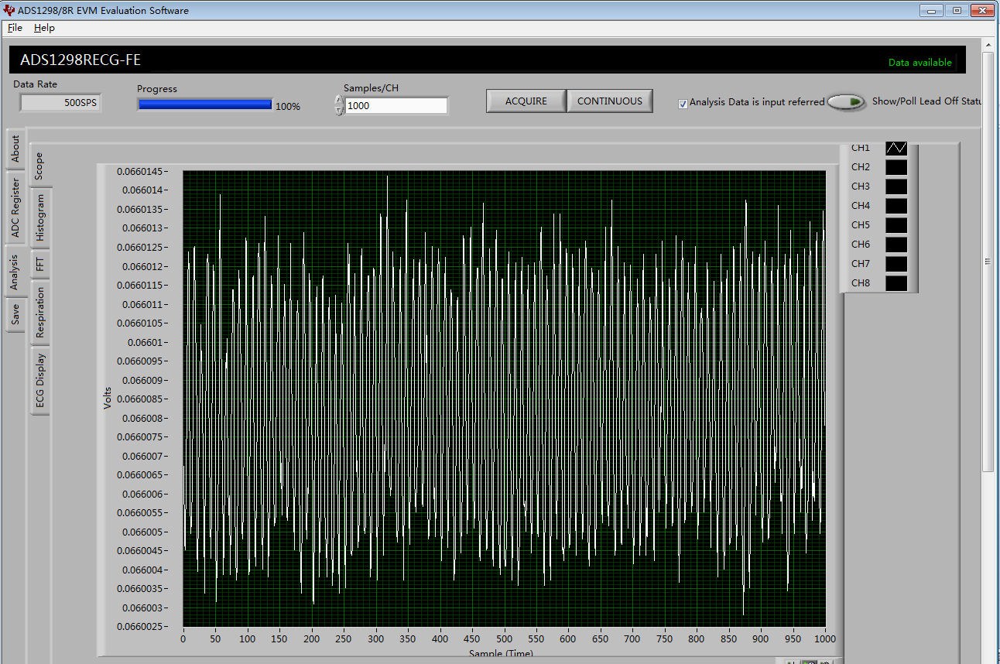 ADS1298/8R EVM Evaluation Software
File Help
ADS1298RECG-FE
Data available
Data Rate
500SPS
Progress
100%
Samples/CH
1000
ACQUIRE
CONTINUOUS
Analysis Data is input referred
Show/Poll Lead Off Statu
About
ADC Register
Analysis
Save
Scope
Histogram
FFT
Respiration
ECG Display
Volts
0.0660145
0.066014
0.0660135
0.066013
0.0660125
0.066012
0.0660115
0.066011
0.0660105
0.06601
0.0660095
0.066009
0.0660085
0.066008
0.0660075
0.066007
0.0660065
0.066006
0.0660055
0.066005
0.0660045
0.066004
0.0660035
0.066003
0.0660025
0 50 100 150 200 250 300 350 400 450 500 550 600 650 700 750 800 850 900 950 1000
Sample (Time)
CH1
CH2
CH3
CH4
CH5
CH6
CH7
CH8